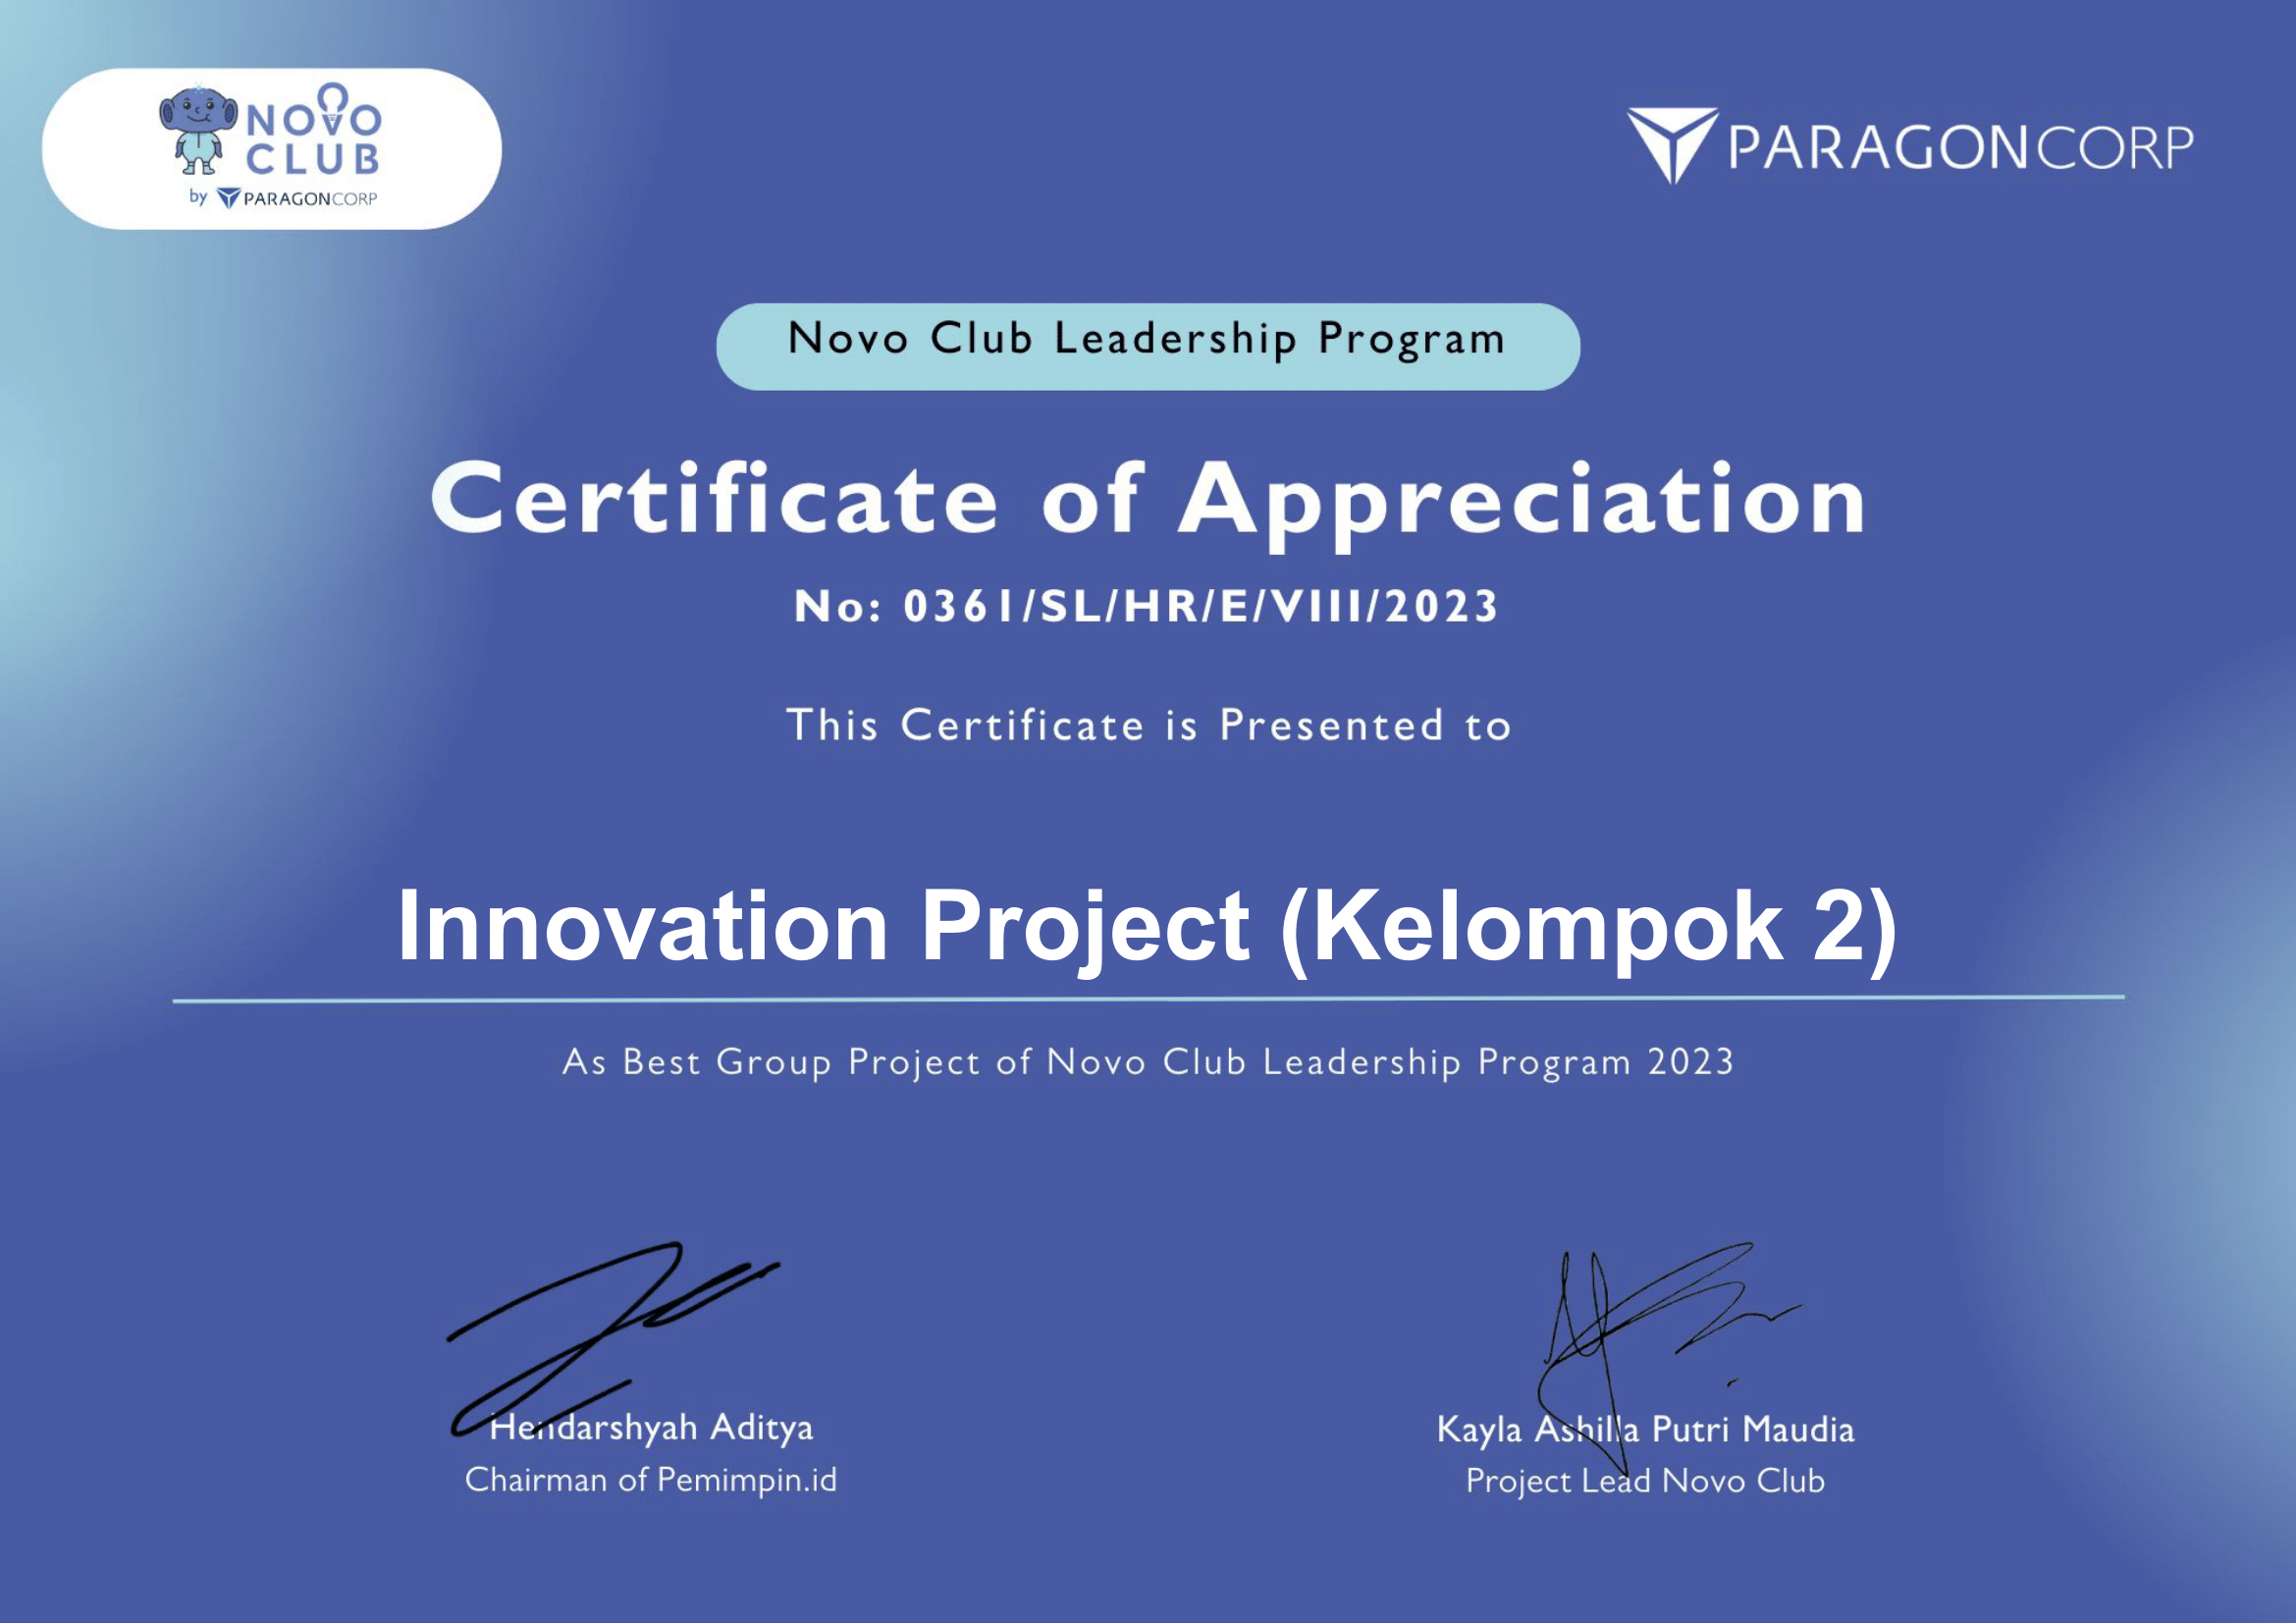 NOVO
CLUB
by PARAGONCORP
PARAGONCORP
Novo Club Leadership Program
Certificate of Appreciation
No: 0361/SL/HR/E/VIII/2023
This Certificate is Presented to
Innovation Project (Kelompok 2)
As Best Group Project of Novo Club Leadership Program 2023
Hendarshyah Aditya
Chairman of Pemimpin.id
Kayla Ashilla Putri Maudia
Project Lead Novo Club